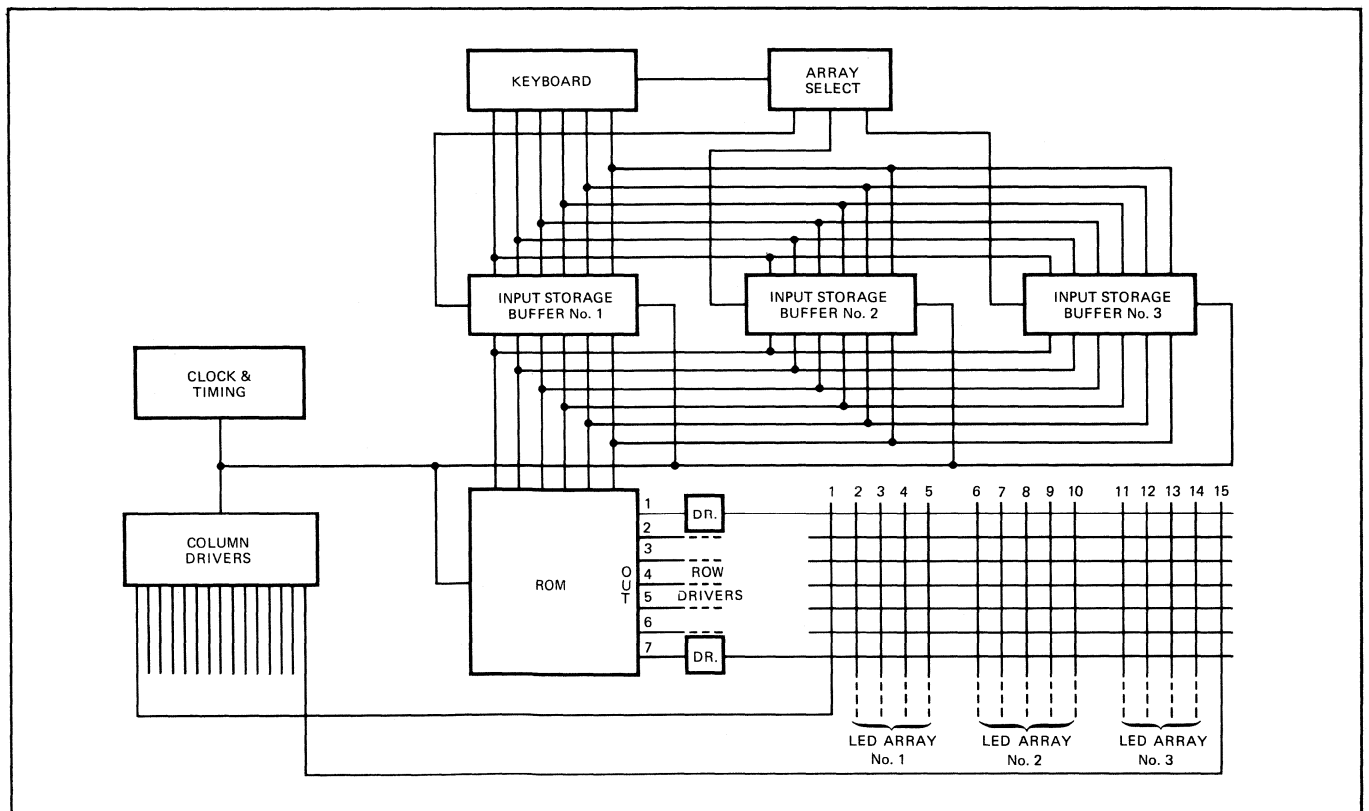 KEYBOARD
ARRAY
SELECT
INPUT STORAGE
BUFFER No. 1
INPUT STORAGE
BUFFER No. 2
INPUT STORAGE
BUFFER No. 3
CLOCK &
TIMING
COLUMN
DRIVERS
ROM
OUT
1
2
3
4
5
6
7
DR.
ROW
DRIVERS
DR.
1 2 3 4 5 6 7 8 9 10 11 12 13 14 15
LED ARRAY
No. 1
LED ARRAY
No. 2
LED ARRAY
No. 3